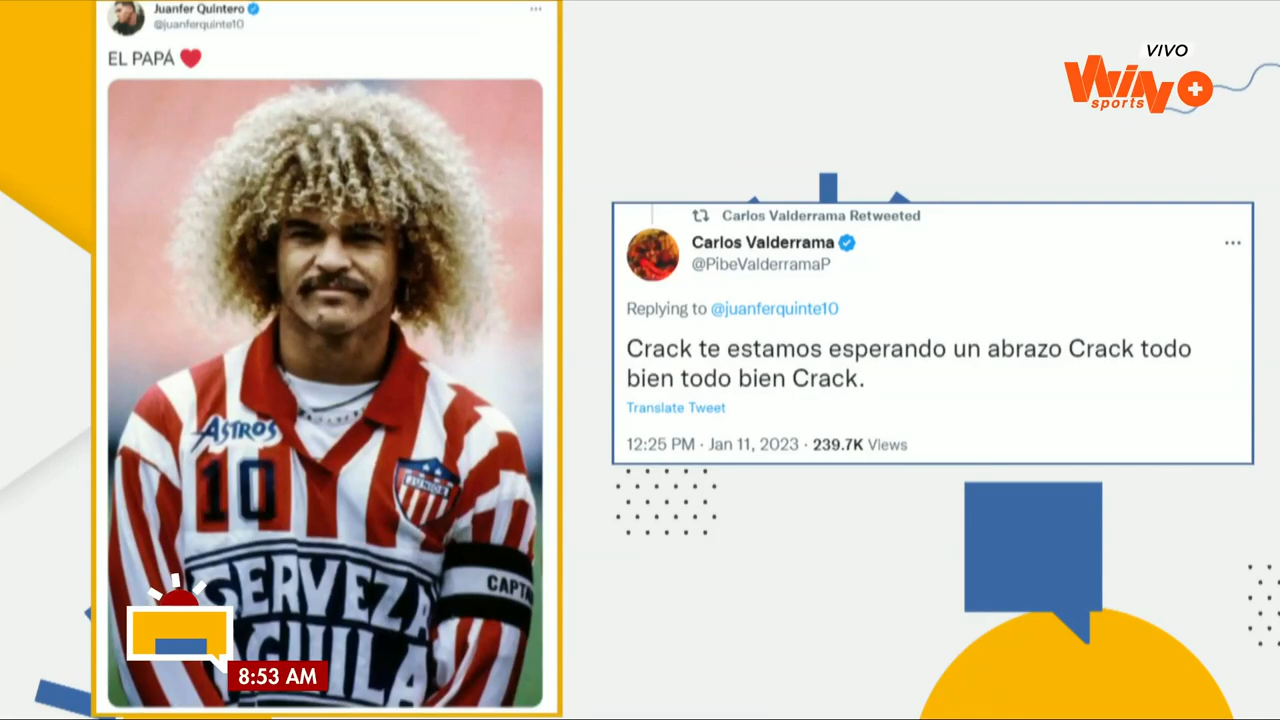 Juanfer Quintero
@juanferquinte10
EL PAPÁ ❤️
ASTROS
10
JUNIOR
CERVEZA
AGUILA
CAPTA
VIVO
Win
sports
+
Carlos Valderrama Retweeted
Carlos Valderrama
@PibeValderramaP
Replying to @juanferquinte10
Crack te estamos esperando un abrazo Crack todo
bien todo bien Crack.
Translate Tweet
12:25 PM · Jan 11, 2023 · 239.7K Views
8:53 AM